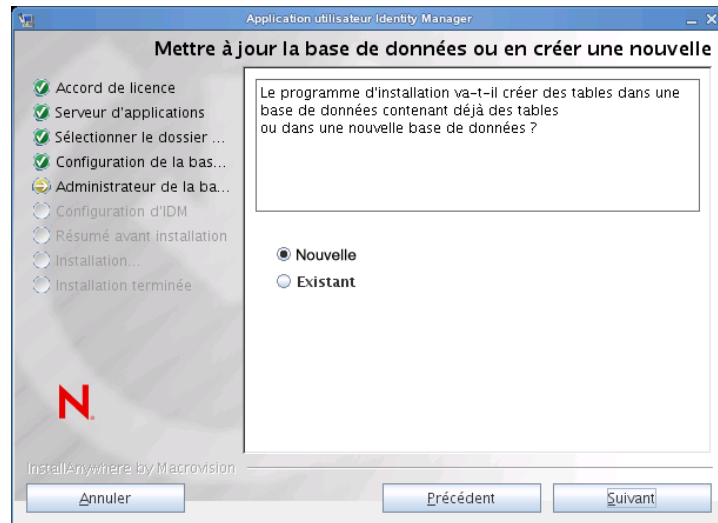 Application utilisateur Identity Manager
Mettre à jour la base de données ou en créer une nouvelle
Accord de licence
Serveur d'applications
Sélectionner le dossier ...
Configuration de la bas...
Administrateur de la ba...
Configuration d'IDM
Résumé avant installation
Installation...
Installation terminée
Le programme d'installation va-t-il créer des tables dans une
base de données contenant déjà des tables
ou dans une nouvelle base de données ?
Nouvelle
Existant
N
InstallAnywhere by Macrovision
Annuler
Précédent
Suivant